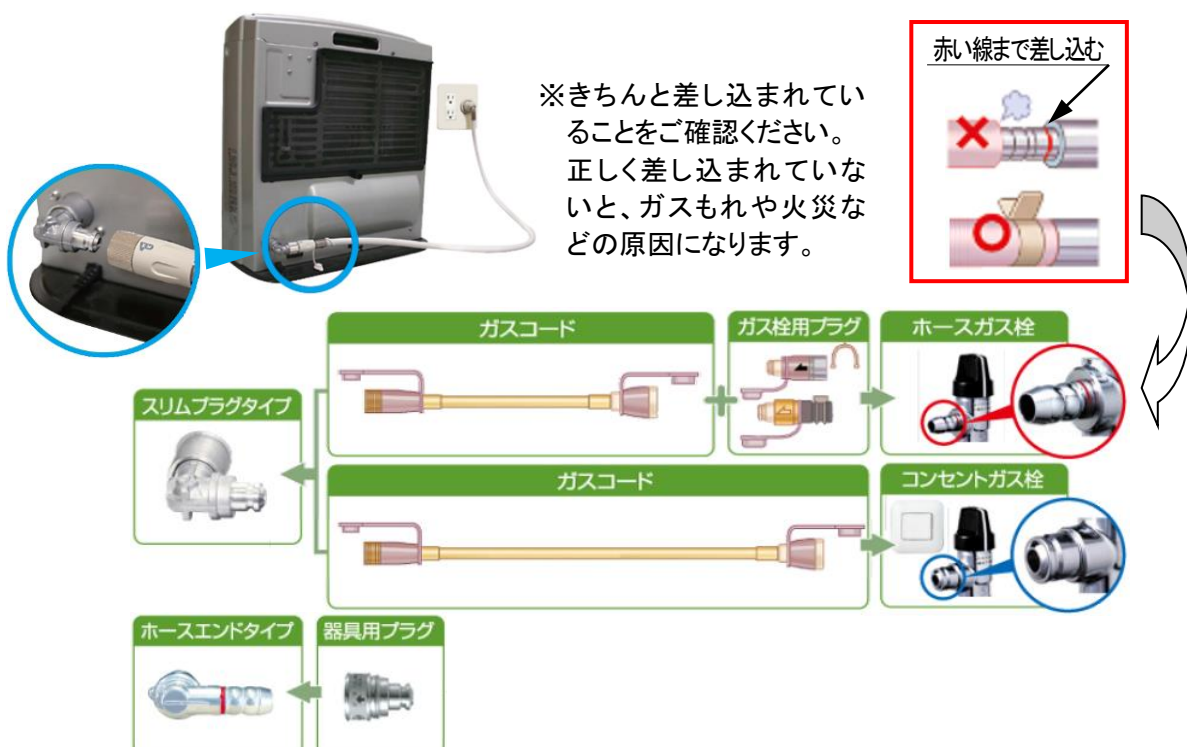 ※きちんと差し込まれてい
ることをご確認ください。
正しく差し込まれていな
いと、ガスもれや火災な
どの原因になります。
赤い線まで差し込む
ガスコード
ガス栓用プラグ
ホースガス栓
スリムプラグタイプ
ガスコード
コンセントガス栓
ホースエンドタイプ
器具用プラグ